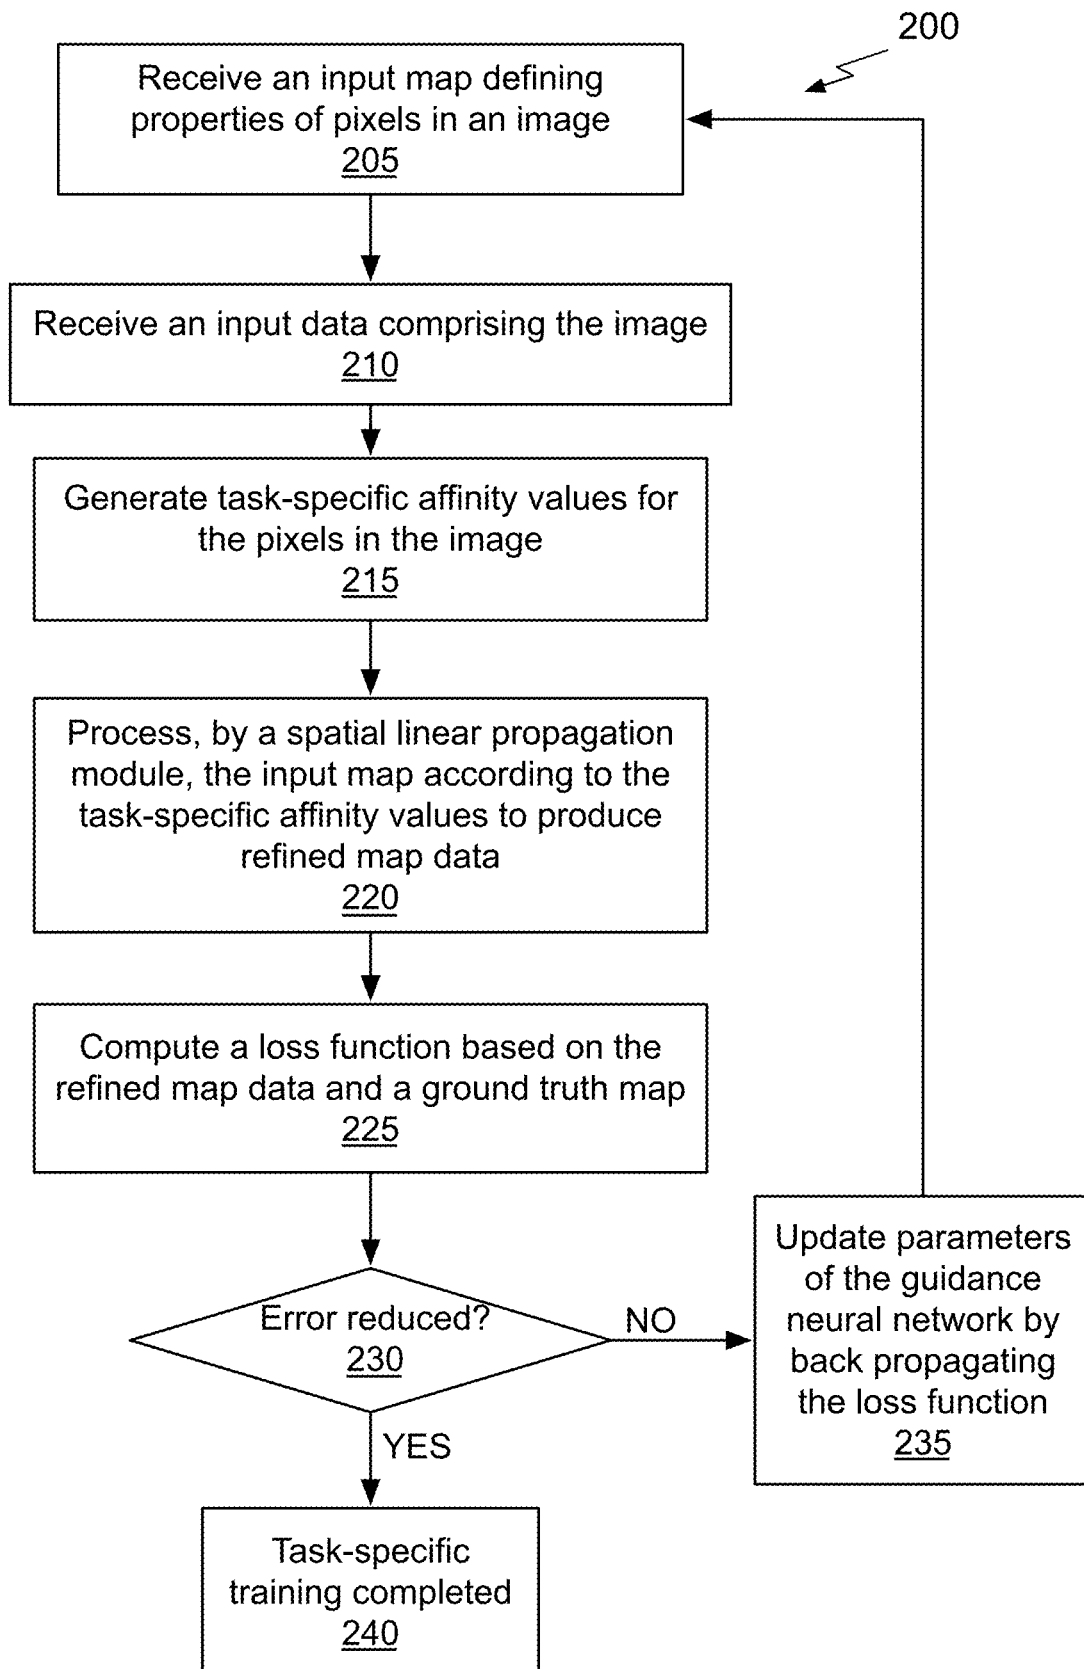 200
Receive an input map defining
properties of pixels in an image
205
Receive an input data comprising the image
210
Generate task-specific affinity values for
the pixels in the image
215
Process, by a spatial linear propagation
module, the input map according to the
task-specific affinity values to produce
refined map data
220
Compute a loss function based on the
refined map data and a ground truth map
225
Error reduced?
230
NO
Update parameters
of the guidance
neural network by
back propagating
the loss function
235
YES
Task-specific
training completed
240